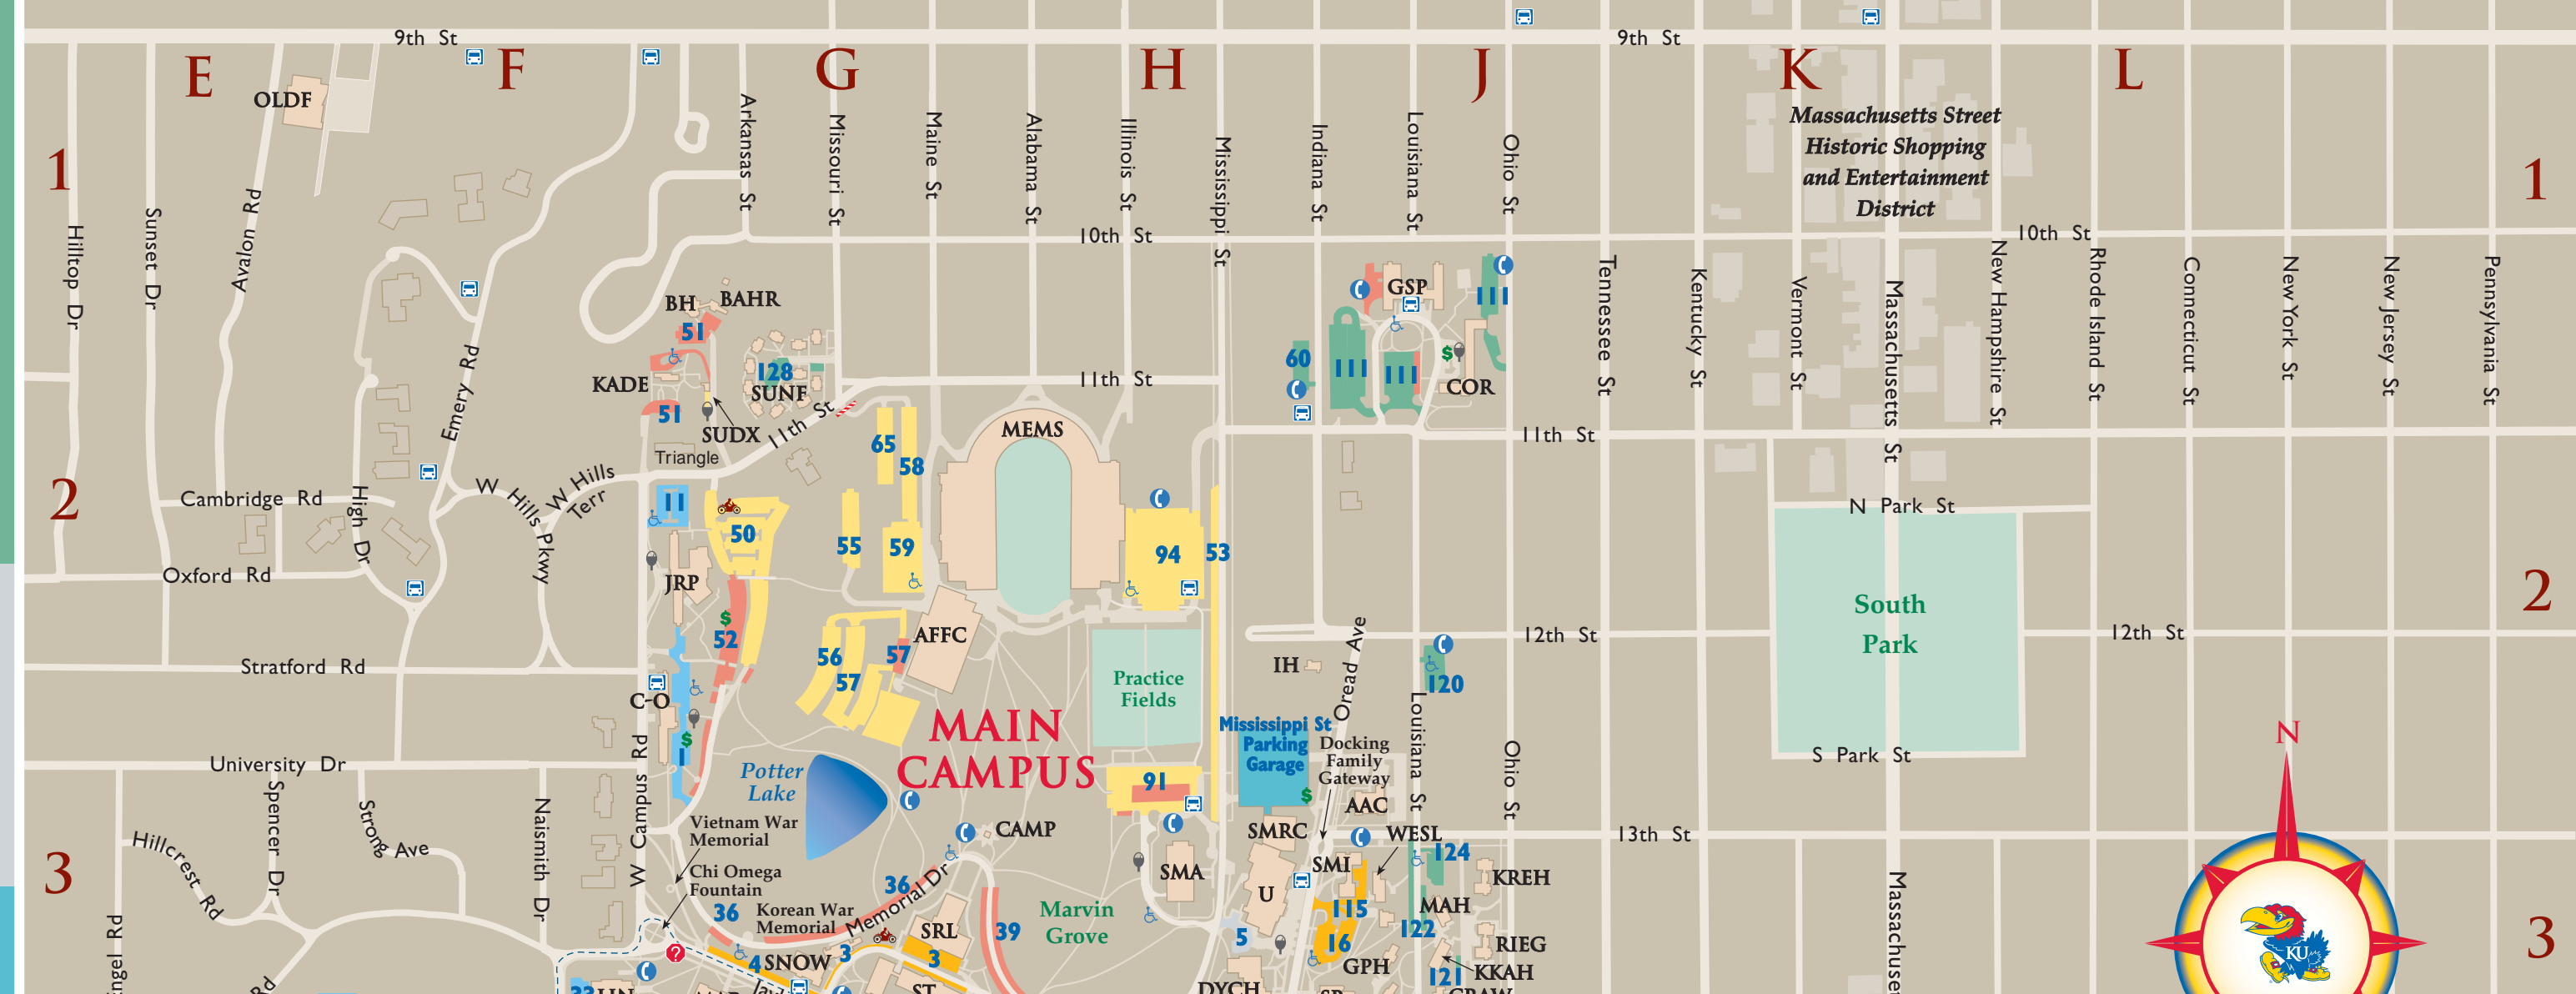 9th St
9th St
E
F
G
H
J
K
L
OLDF
Massachusetts Street
Historic Shopping
and Entertainment
District
1
1
Arkansas St
Missouri St
Maine St
Alabama St
Illinois St
Mississippi St
Indiana St
Louisiana St
Ohio St
Hilltop Dr
Sunset Dr
Avalon Rd
10th St
10th St
Tennessee St
Kentucky St
Vermont St
Massachusetts St
New Hampshire St
Rhode Island St
Connecticut St
New York St
New Jersey St
Pennsylvania St
BH
BAHR
51
GSP
111
60
111
111
COR
KADE
128
SUNF
51
SUDX
11th St
11th St
11th St
Emery Rd
Triangle
MEMS
65
58
2
2
Cambridge Rd
High Dr
W Hills Pkwy
W Hills
Terr
11
50
55
59
94
53
N Park St
Oxford Rd
JRP
South
Park
52
56
57
57
AFFC
IH
Oread Ave
12th St
12th St
120
Stratford Rd
C-O
Practice
Fields
MAIN
CAMPUS
Mississippi St
Parking
Garage
Docking
Family
Gateway
Louisiana St
Ohio St
N
1
University Dr
W Campus Rd
Potter
Lake
91
S Park St
AAC
Spencer Dr
Strong Ave
Naismith Dr
Hillcrest Rd
Vietnam War
Memorial
CAMP
SMRC
WESL
13th St
124
3
3
Chi Omega
Fountain
SMA
SMI
U
KREH
36
36
Korean War
Memorial
Memorial Dr
SRL
39
Marvin
Grove
115
MAH
122
5
16
RIEG
KU
?
4
SNOW
3
3
GPH
121
KKAH
Rd
DYCH